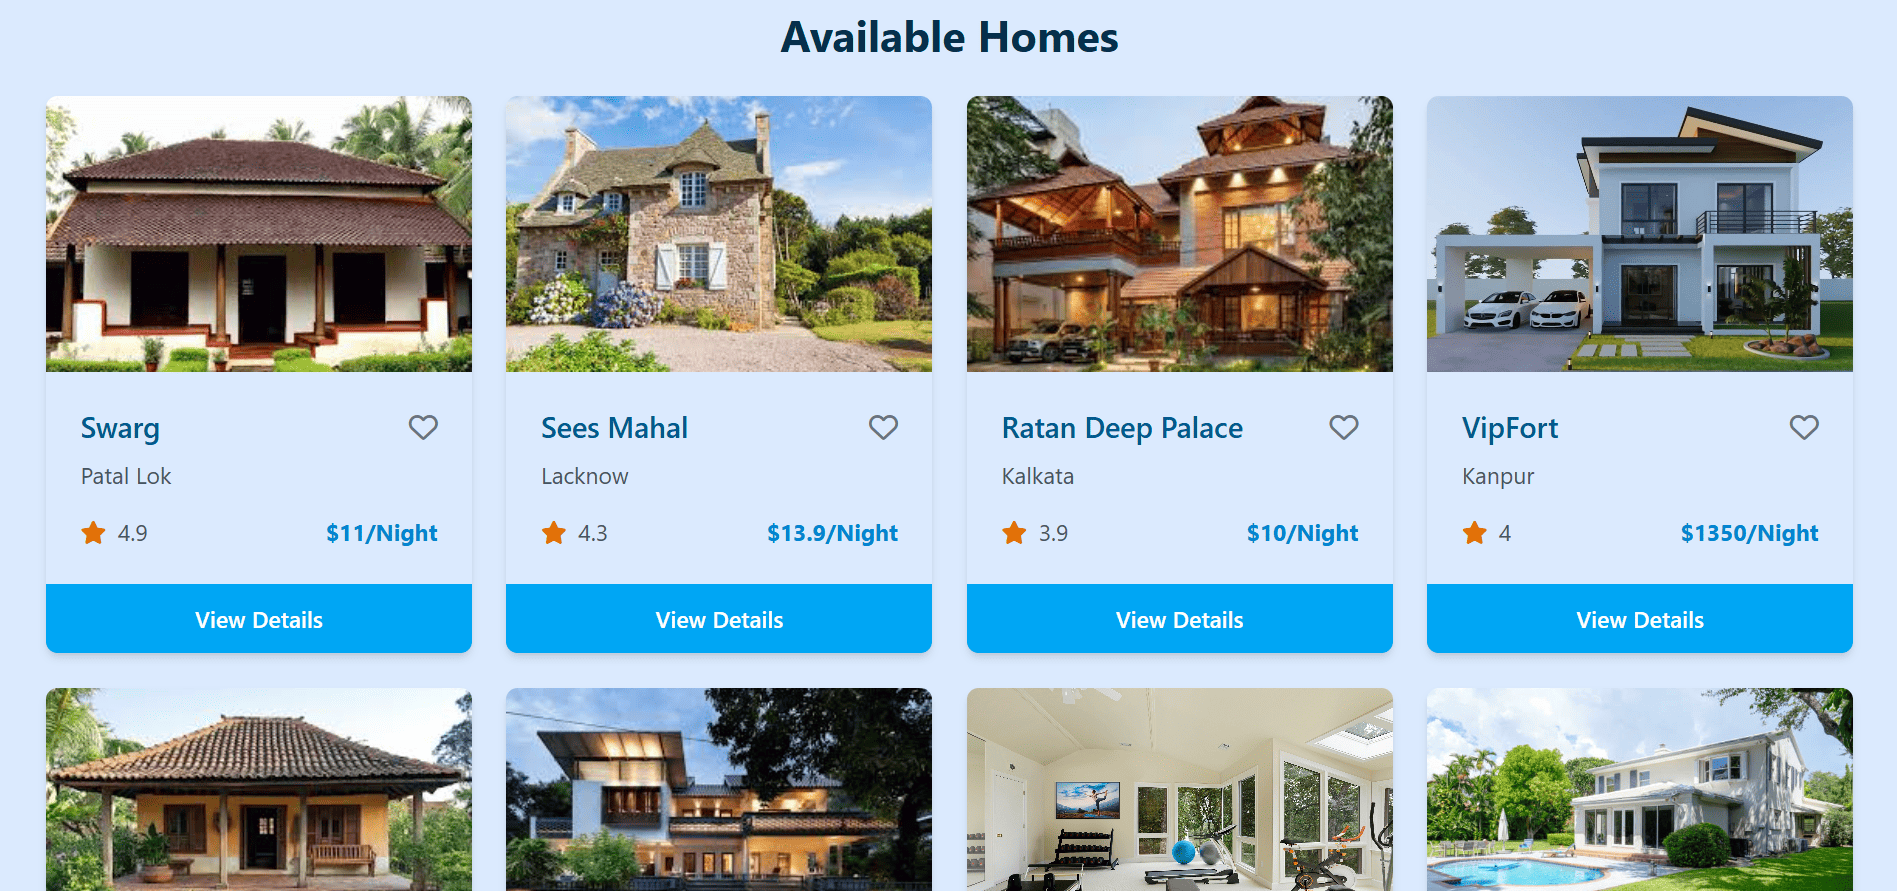 Available Homes
Swarg
Patal Lok
4.9
$11/Night
View Details
Sees Mahal
Lacknow
4.3
$13.9/Night
View Details
Ratan Deep Palace
Kalkata
3.9
$10/Night
View Details
VipFort
Kanpur
4
$1350/Night
View Details